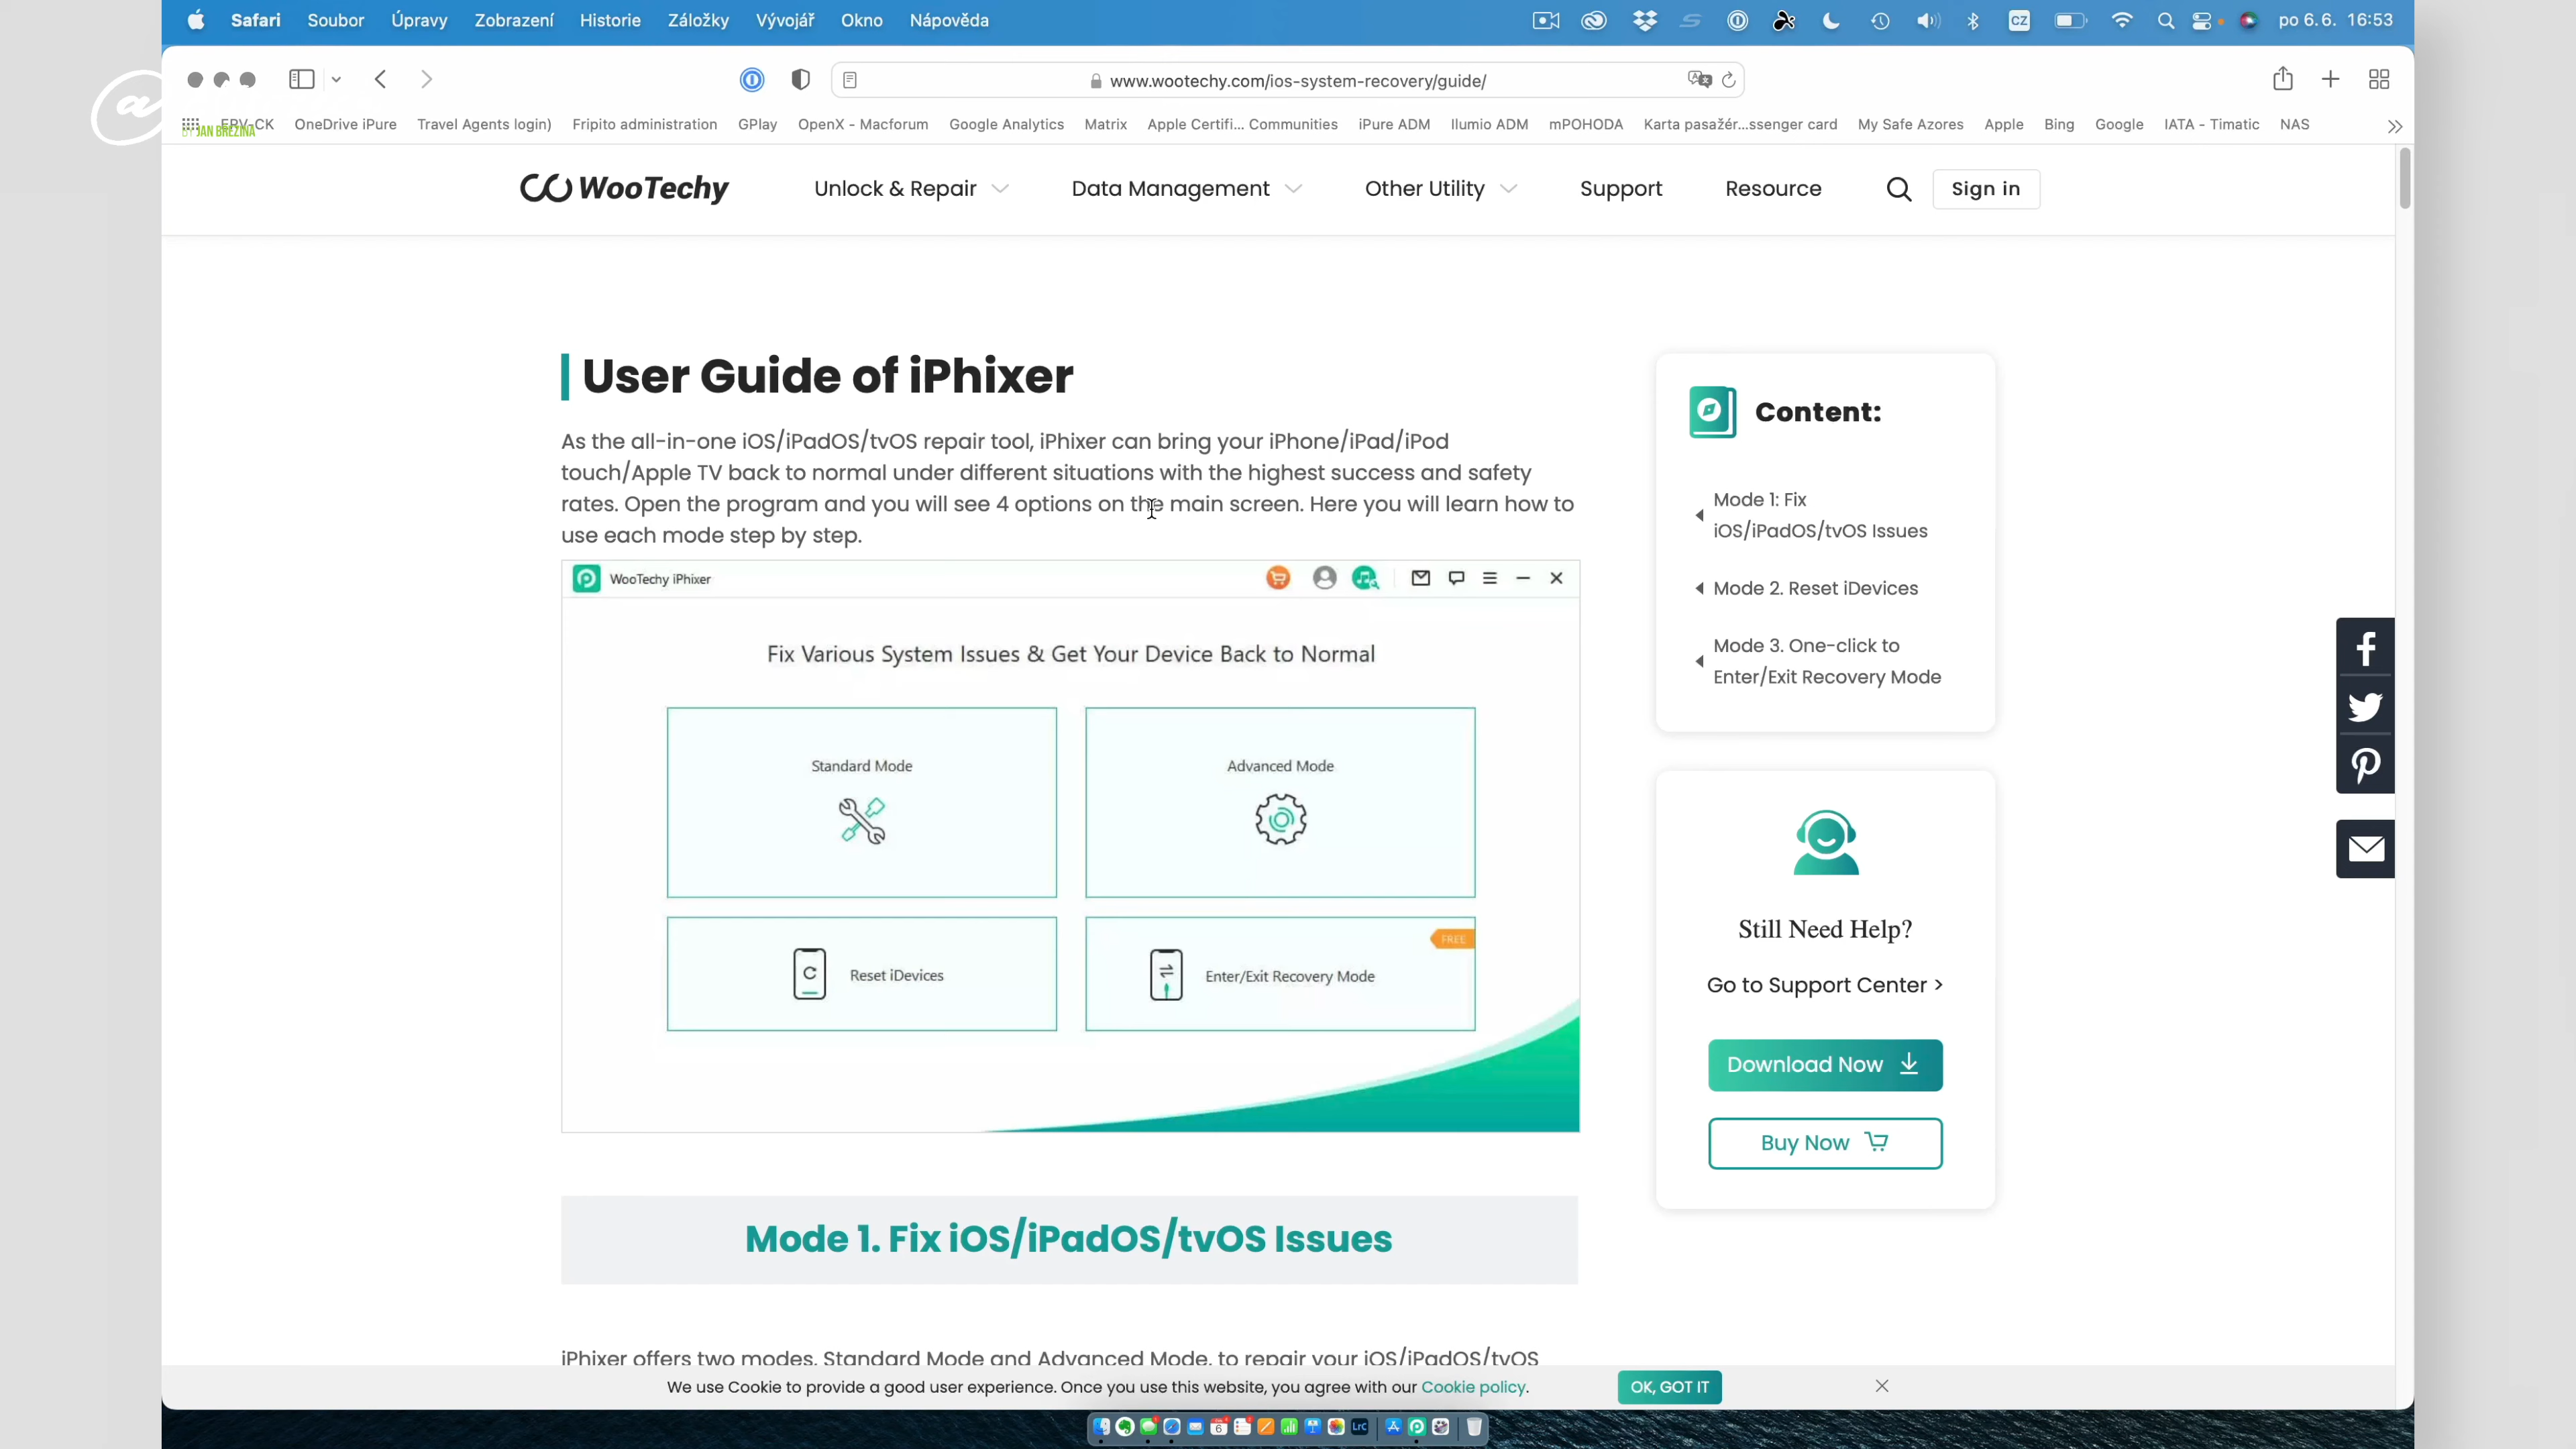 Safari Soubor Úpravy Zobrazení Historie Záložky Vývojář Okno Nápověda CZ po 6. 6. 16:53
www.wootechy.com/ios-system-recovery/guide/
BY JAN BŘEZINA
ERV-CK OneDrive iPure Travel Agents login) Fripito administration GPlay OpenX - Macforum Google Analytics Matrix Apple Certifi... Communities iPure ADM Ilumio ADM mPOHODA Karta pasažér...ssenger card My Safe Azores Apple Bing Google IATA - Timatic NAS
WooTechy Unlock & Repair Data Management Other Utility Support Resource Sign in
User Guide of iPhixer
As the all-in-one iOS/iPadOS/tvOS repair tool, iPhixer can bring your iPhone/iPad/iPod
touch/Apple TV back to normal under different situations with the highest success and safety
rates. Open the program and you will see 4 options on the main screen. Here you will learn how to
use each mode step by step.
WooTechy iPhixer
Fix Various System Issues & Get Your Device Back to Normal
Standard Mode
Advanced Mode
Reset iDevices
FREE
Enter/Exit Recovery Mode
Mode 1. Fix iOS/iPadOS/tvOS Issues
iPhixer offers two modes, Standard Mode and Advanced Mode, to repair your iOS/iPadOS/tvOS
Content:
Mode 1: Fix
iOS/iPadOS/tvOS Issues
Mode 2. Reset iDevices
Mode 3. One-click to
Enter/Exit Recovery Mode
Still Need Help?
Go to Support Center >
Download Now
Buy Now
We use Cookie to provide a good user experience. Once you use this website, you agree with our Cookie policy. OK, GOT IT
6
LrC